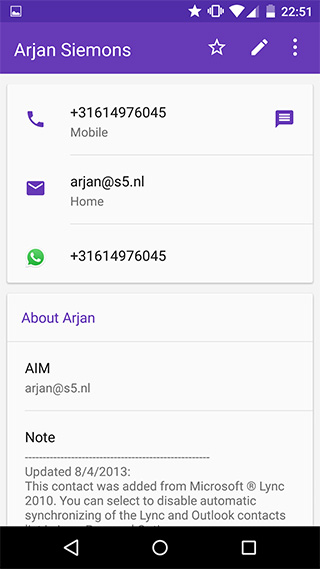 22:51
Arjan Siemons
+31614976045
Mobile
arjan@s5.nl
Home
+31614976045
About Arjan
AIM
arjan@s5.nl
Note
--------------------------------------------------
Updated 8/4/2013:
This contact was added from Microsoft ® Lync
2010. You can select to disable automatic
synchronizing of the Lync and Outlook contacts